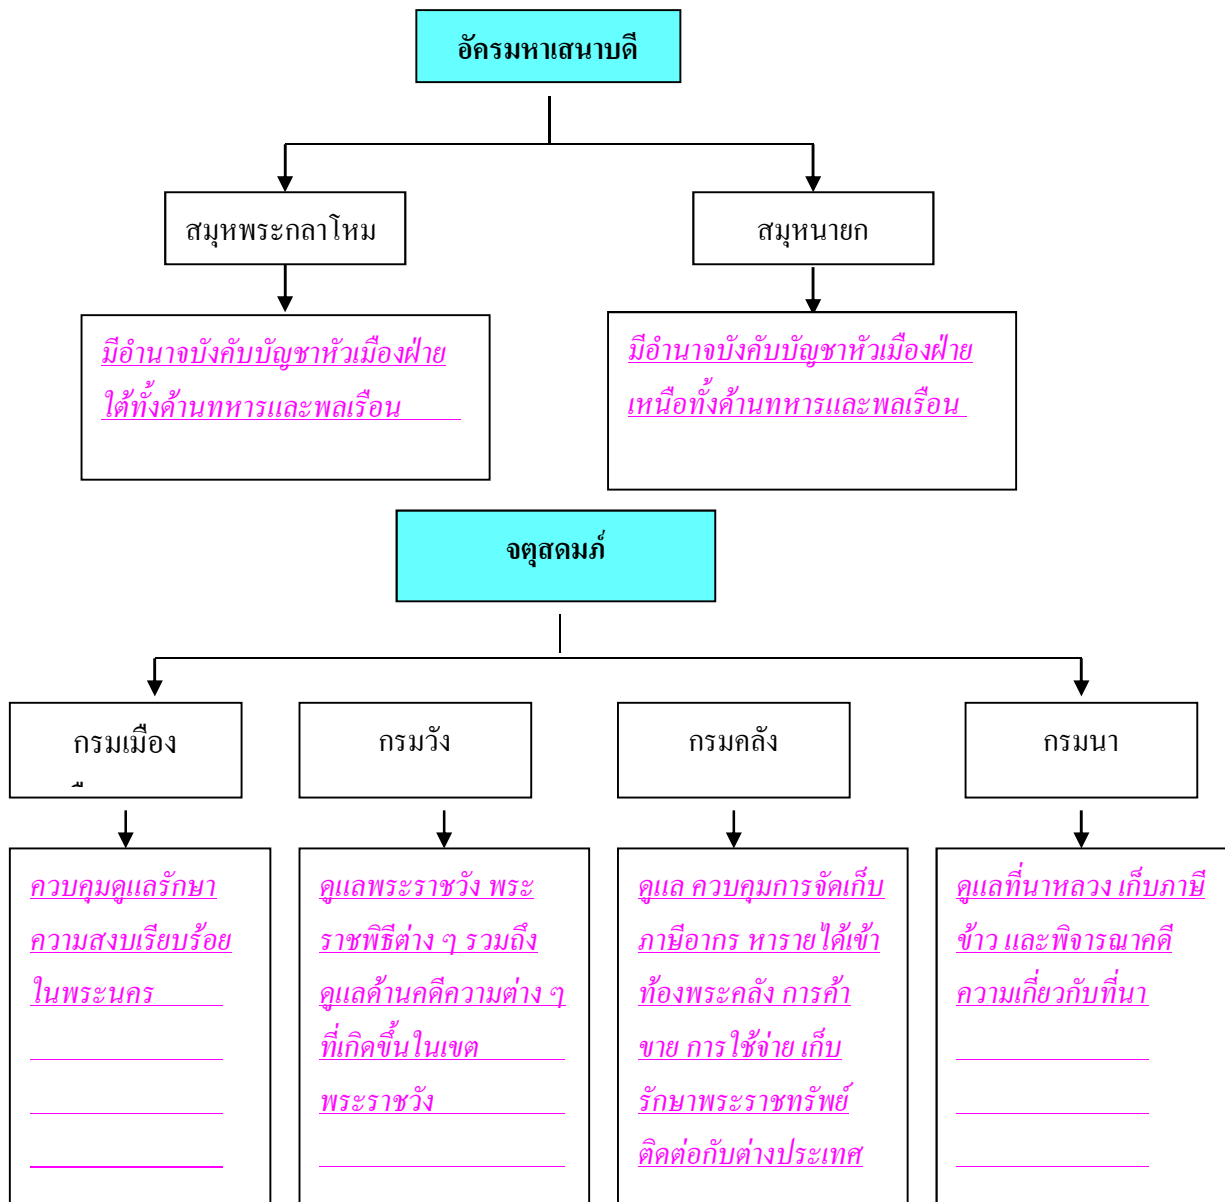 อัครมหาเสนาบดี
สมุหพระกลาโหม
สมุหนายก
มีอำนาจบังคับบัญชาหัวเมืองฝ่าย
ใต้ทั้งด้านทหารและพลเรือน
มีอำนาจบังคับบัญชาหัวเมืองฝ่าย
เหนือทั้งด้านทหารและพลเรือน
จตุสดมภ์
กรมเมือง
กรมวัง
กรมคลัง
กรมนา
ควบคุมดูแลรักษา
ความสงบเรียบร้อย
ในพระนคร
ดูแลพระราชวัง พระ
ราชพิธีต่าง ๆ รวมถึง
ดูแลด้านคดีความต่าง ๆ
ที่เกิดขึ้นในเขต
พระราชวัง
ดูแล ควบคุมการจัดเก็บ
ภาษีอากร หารายได้เข้า
ท้องพระคลัง การค้า
ขาย การใช้จ่าย เก็บ
รักษาพระราชทรัพย์
ติดต่อกับต่างประเทศ
ดูแลที่นาหลวง เก็บภาษี
ข้าว และพิจารณาคดี
ความเกี่ยวกับที่นา